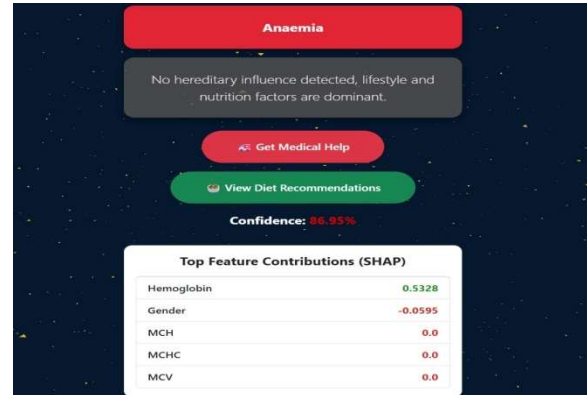 Anaemia
No hereditary influence detected, lifestyle and
nutrition factors are dominant.
Get Medical Help
View Diet Recommendations
Confidence: 86.95%
Top Feature Contributions (SHAP)
Hemoglobin 0.5328
Gender -0.0595
MCH 0.0
MCHC 0.0
MCV 0.0